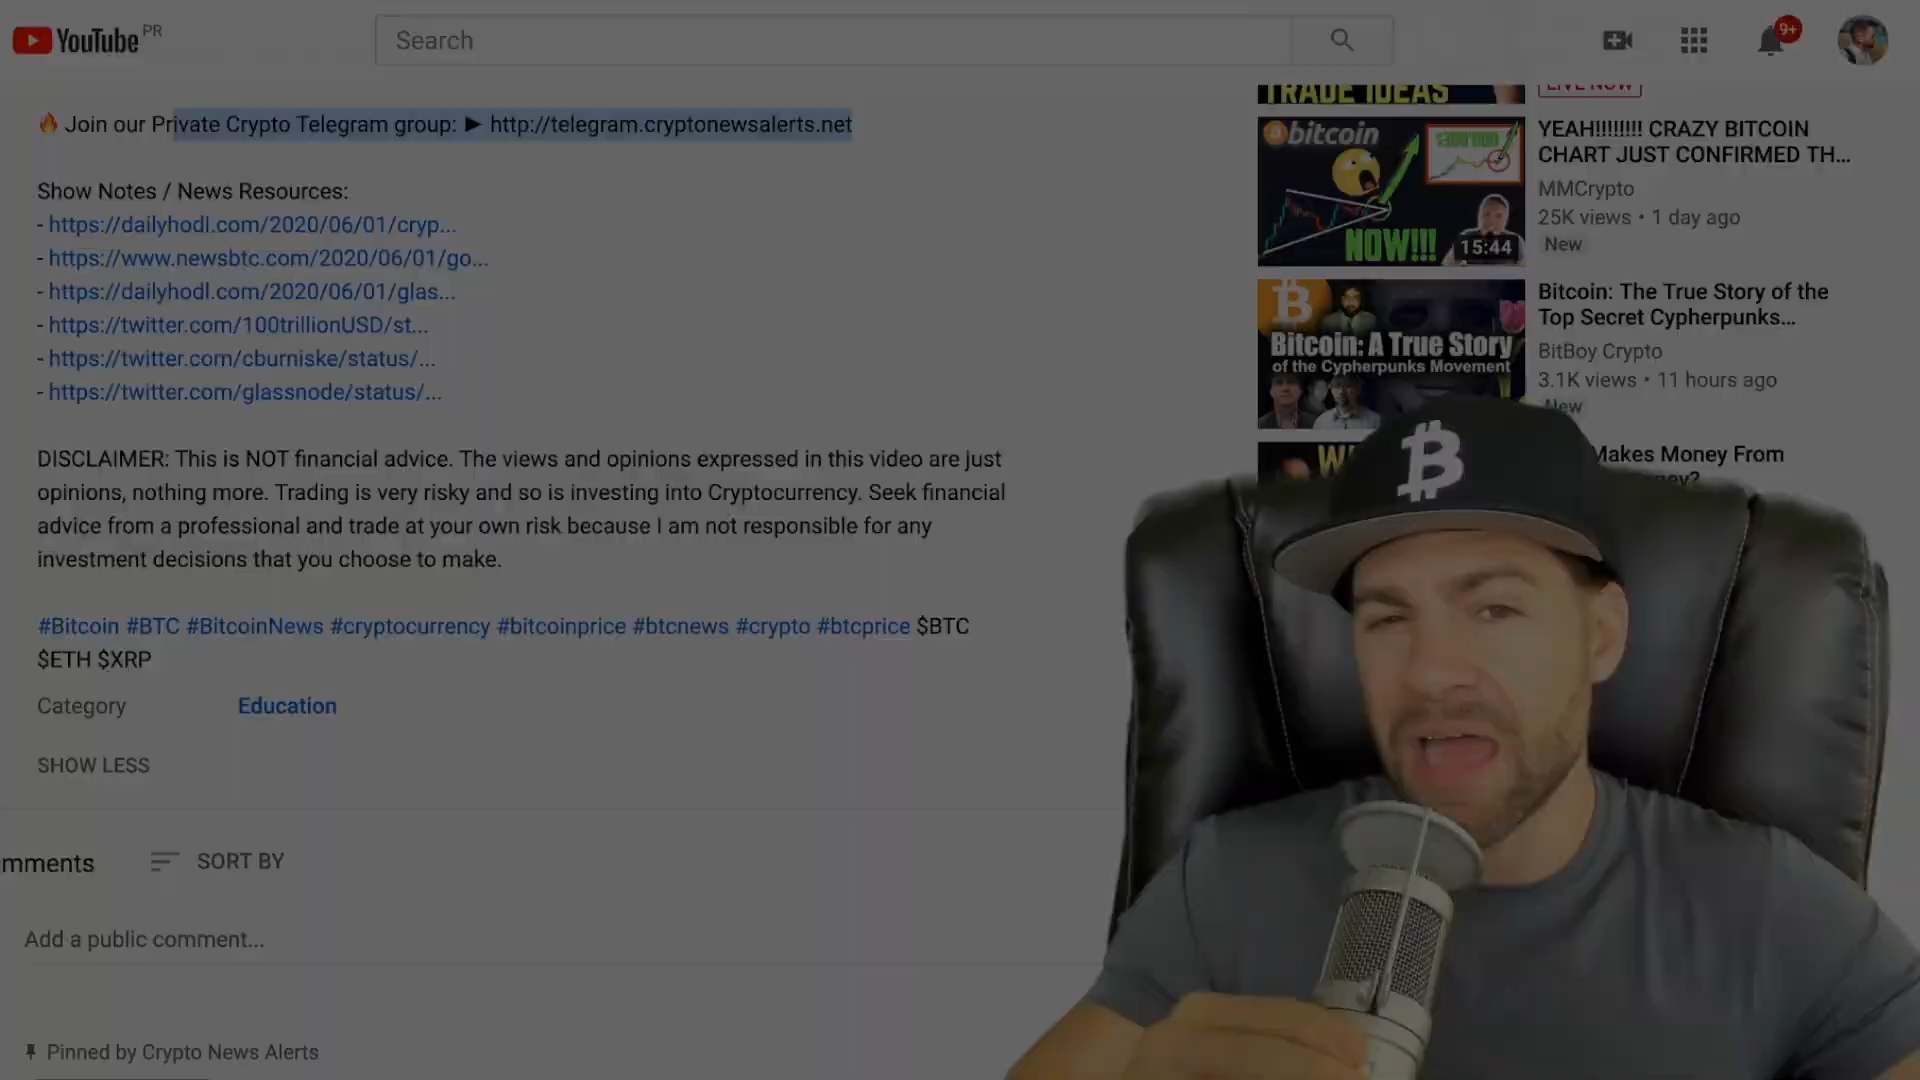 YouTube PR
Search
9+
🔥 Join our Private Crypto Telegram group: ► http://telegram.cryptonewsalerts.net
Show Notes / News Resources:
- https://dailyhodl.com/2020/06/01/cryp...
- https://www.newsbtc.com/2020/06/01/go...
- https://dailyhodl.com/2020/06/01/glas...
- https://twitter.com/100trillionUSD/st...
- https://twitter.com/cburniske/status/...
- https://twitter.com/glassnode/status/...
DISCLAIMER: This is NOT financial advice. The views and opinions expressed in this video are just
opinions, nothing more. Trading is very risky and so is investing into Cryptocurrency. Seek financial
advice from a professional and trade at your own risk because I am not responsible for any
investment decisions that you choose to make.
#Bitcoin #BTC #BitcoinNews #cryptocurrency #bitcoinprice #btcnews #crypto #btcprice $BTC
$ETH $XRP
Category Education
SHOW LESS
mments SORT BY
Add a public comment...
Pinned by Crypto News Alerts
TRADE IDEAS
LIVE NOW
bitcoin
NOW!!!
15:44
YEAH!!!!!!!! CRAZY BITCOIN
CHART JUST CONFIRMED TH...
MMCrypto
25K views • 1 day ago
New
Bitcoin: A True Story
of the Cypherpunks Movement
Bitcoin: The True Story of the
Top Secret Cypherpunks...
BitBoy Crypto
3.1K views • 11 hours ago
New
Makes Money From